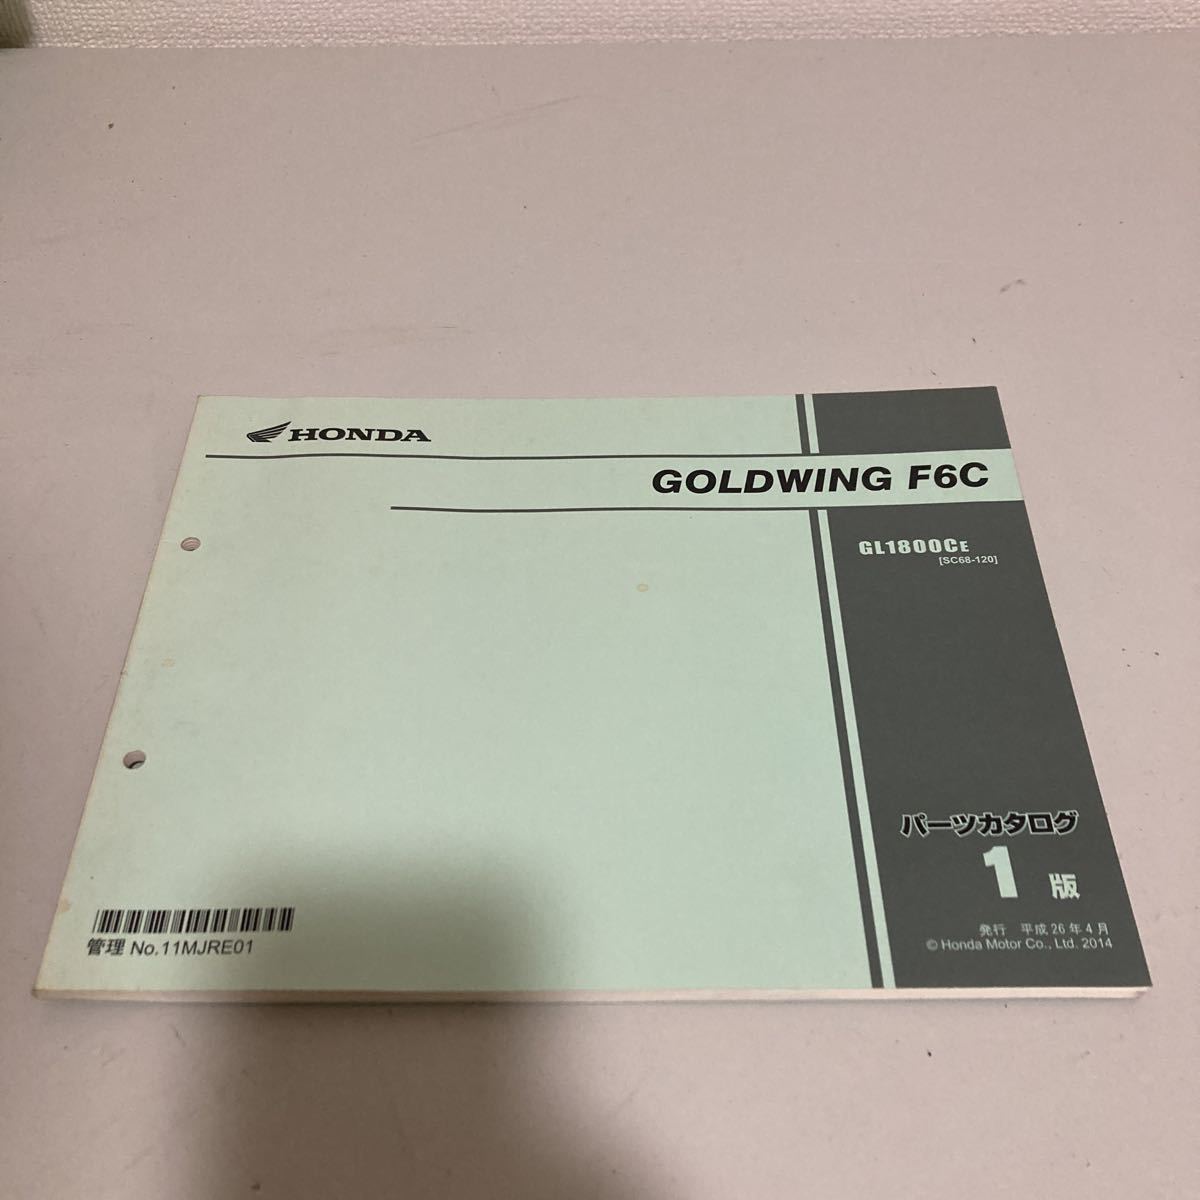 HONDA
GOLDWING F6C
GL1800CE
[SC68-120]
パーツカタログ
1 版
発行 平成26年4月
© Honda Motor Co., Ltd. 2014
管理 No.11MJRE01